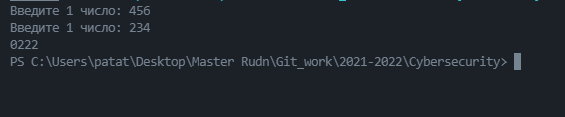 Введите 1 число: 456
Введите 1 число: 234
0222
PS C:\Users\patat\Desktop\Master Rudn\Git_work\2021-2022\Cybersecurity>